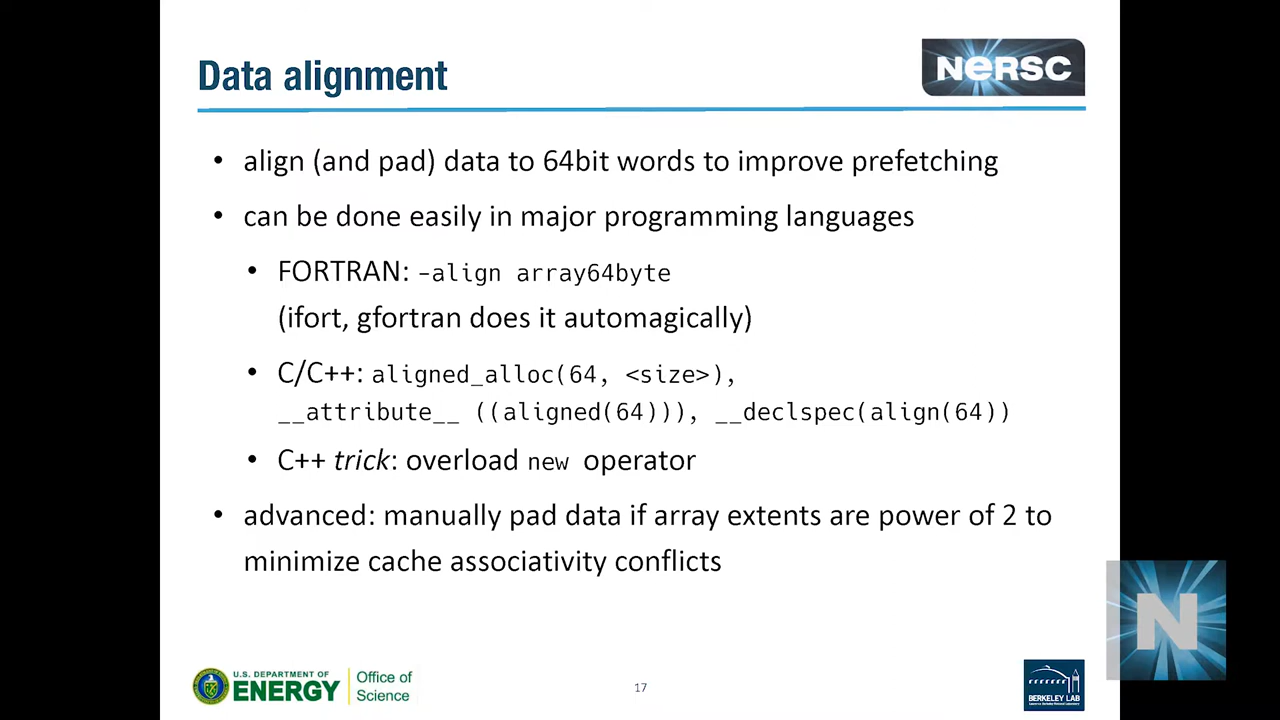 Data alignment
NERSC
• align (and pad) data to 64bit words to improve prefetching
• can be done easily in major programming languages
• FORTRAN: –align array64byte
(ifort, gfortran does it automagically)
• C/C++: aligned_alloc(64, <size>),
__attribute__ ((aligned(64))), __declspec(align(64))
• C++ trick: overload new operator
• advanced: manually pad data if array extents are power of 2 to
minimize cache associativity conflicts
N
U.S. DEPARTMENT OF
ENERGY
Office of
Science
17
BERKELEY LAB